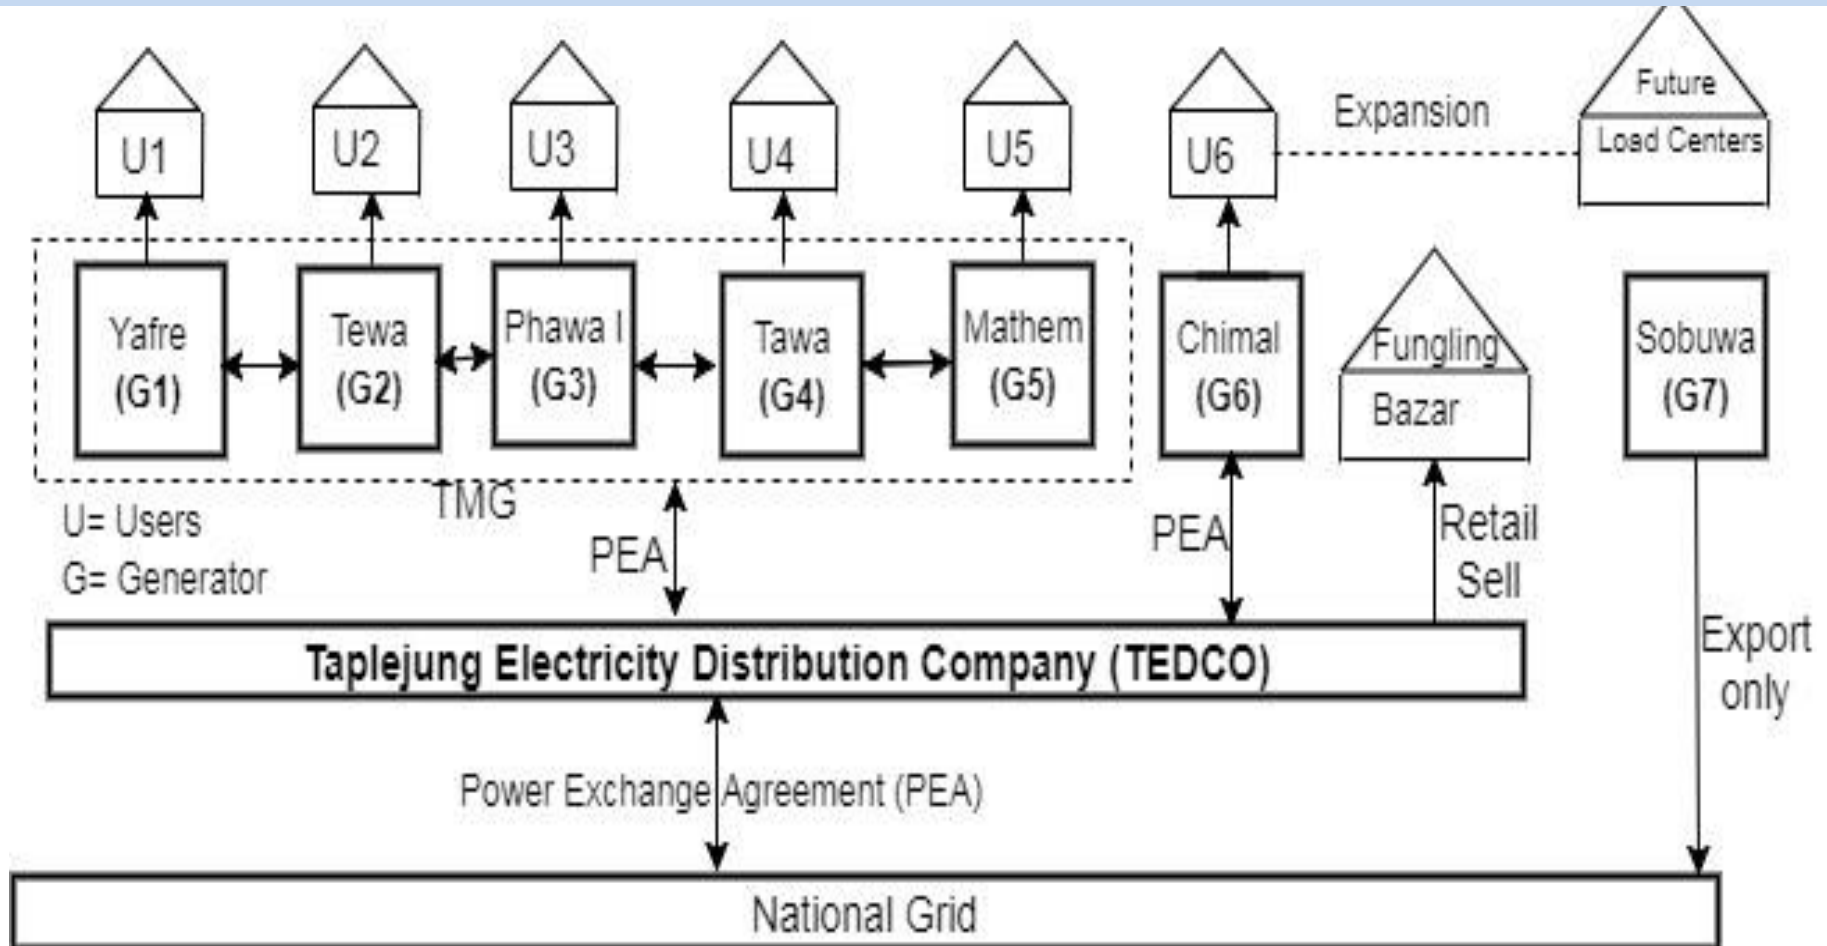 U1
U2
U3
U4
U5
U6
Expansion
Future
Load Centers
Yafre
(G1)
Tewa
(G2)
Phawa I
(G3)
Tawa
(G4)
Mathem
(G5)
Chimal
(G6)
Fungling
Bazar
Sobuwa
(G7)
TMG
U= Users
G= Generator
PEA
PEA
Retail
Sell
Export
only
Taplejung Electricity Distribution Company (TEDCO)
Power Exchange Agreement (PEA)
National Grid